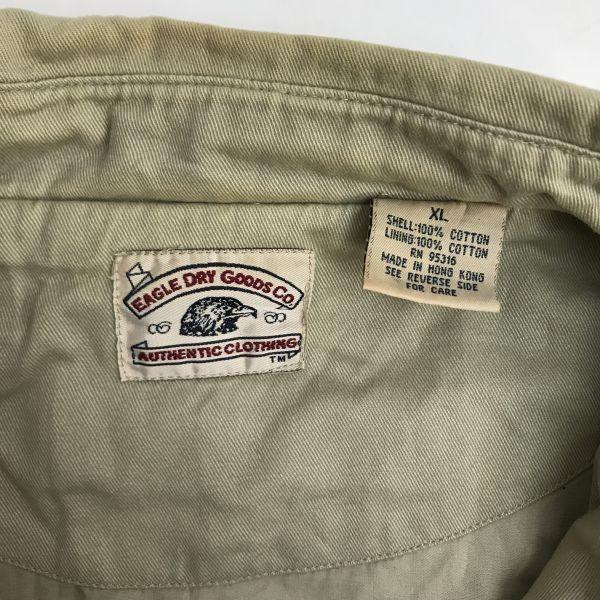 EAGLE DRY GOODS CO.
AUTHENTIC CLOTHING
TM
XL
SHELL:100% COTTON
LINING:100% COTTON
RN 95316
MADE IN HONG KONG
SEE REVERSE SIDE
FOR CARE